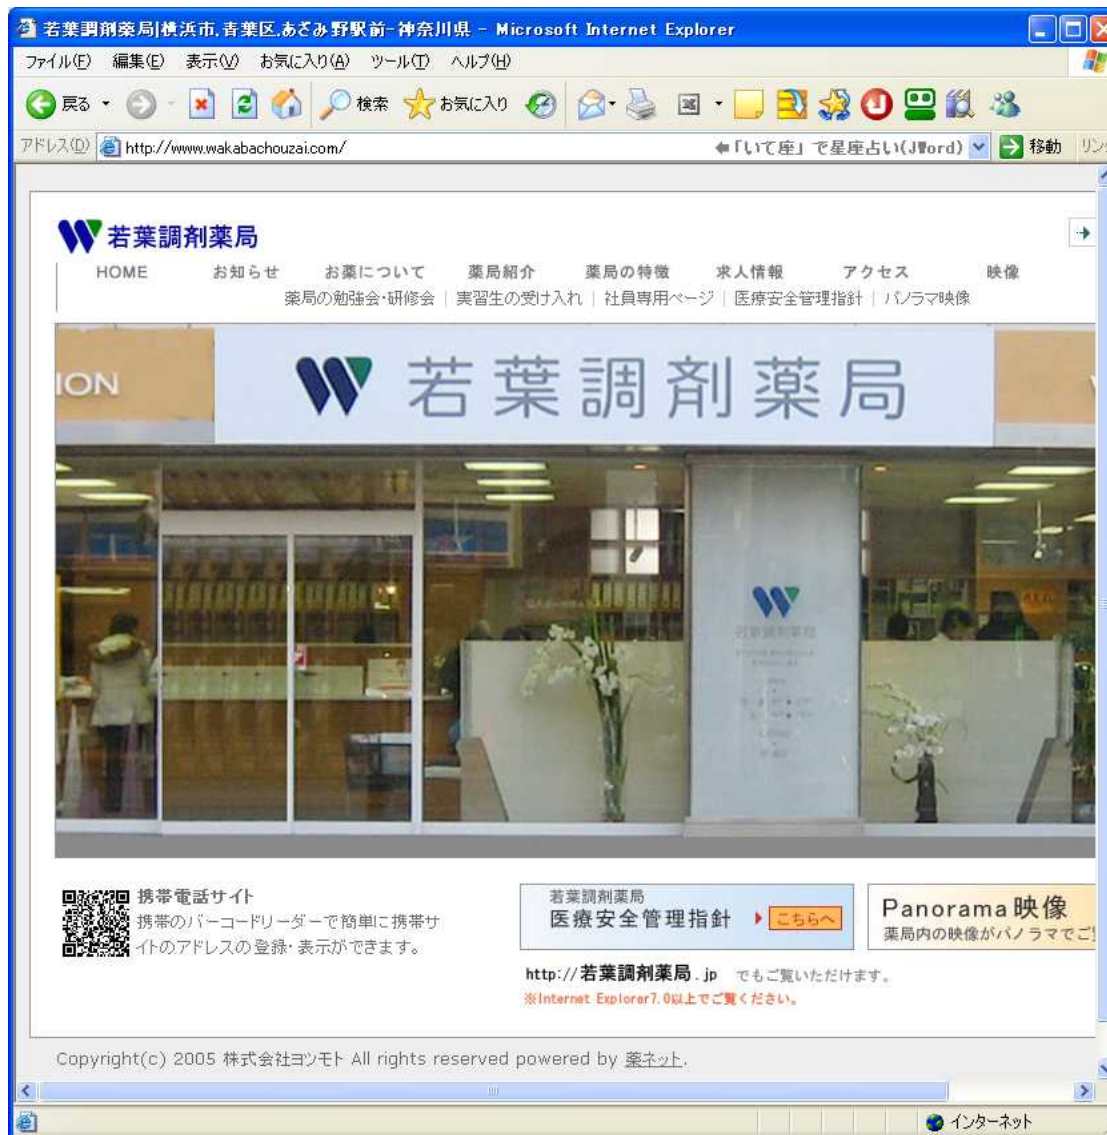 若葉調剤薬局|横浜市,青葉区,あざみ野駅前-神奈川県 - Microsoft Internet Explorer
ファイル(F) 編集(E) 表示(V) お気に入り(A) ツール(T) ヘルプ(H)
戻る 検索 お気に入り
アドレス(D) http://www.wakabachouzai.com/ 「いて座」で星座占い(JWord) 移動 リンク
若葉調剤薬局
HOME お知らせ お薬について 薬局紹介 薬局の特徴 求人情報 アクセス 映像
薬局の勉強会・研修会 | 実習生の受け入れ | 社員専用ページ | 医療安全管理指針 | パノラマ映像
ION 若葉調剤薬局
若葉調剤薬局
携帯電話サイト
携帯のバーコードリーダーで簡単に携帯サ
イトのアドレスの登録・表示ができます。
若葉調剤薬局
医療安全管理指針 こちらへ
Panorama 映像
薬局内の映像がパノラマでご
http://若葉調剤薬局.jp でもご覧いただけます。
※Internet Explorer7.0以上でご覧ください。
Copyright(c) 2005 株式会社ヨツモト All rights reserved powered by 薬ネット.
インターネット